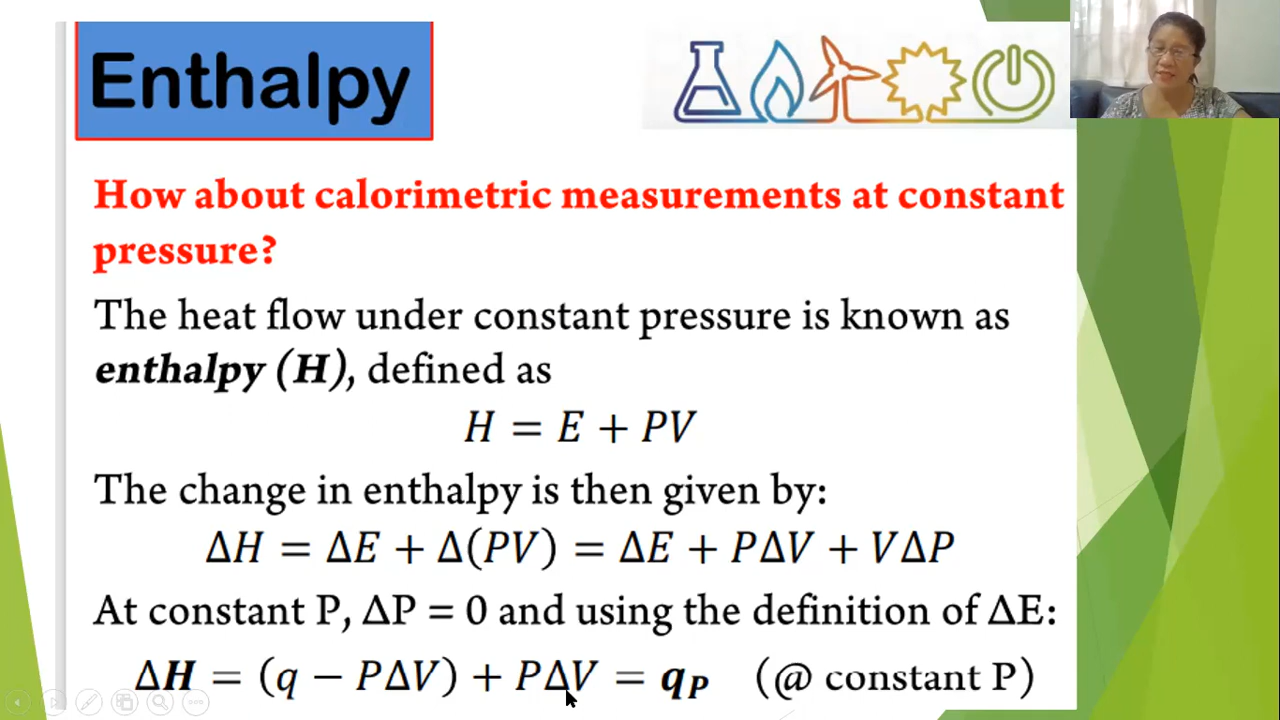 Enthalpy
How about calorimetric measurements at constant
pressure?
The heat flow under constant pressure is known as
enthalpy (H), defined as
H = E + PV
The change in enthalpy is then given by:
ΔH = ΔE + Δ(PV) = ΔE + PΔV + VΔP
At constant P, ΔP = 0 and using the definition of ΔE:
ΔH = (q − PΔV) + PΔV = qP (@ constant P)